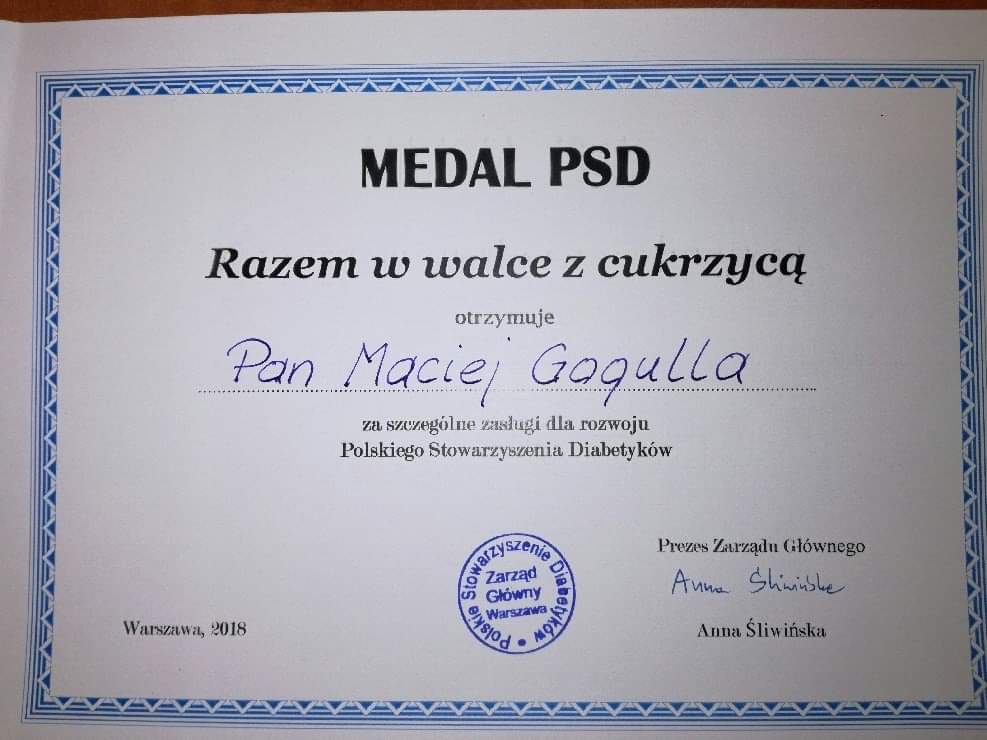 MEDAL PSD
Razem w walce z cukrzycą
otrzymuje
Pan Maciej Gogulla
za szczególne zasługi dla rozwoju
Polskiego Stowarzyszenia Diabetyków
Polskie Stowarzyszenie Diabetyków
Zarząd
Główny
Warszawa
Prezes Zarządu Głównego
Anna Śliwińska
Anna Śliwińska
Warszawa, 2018